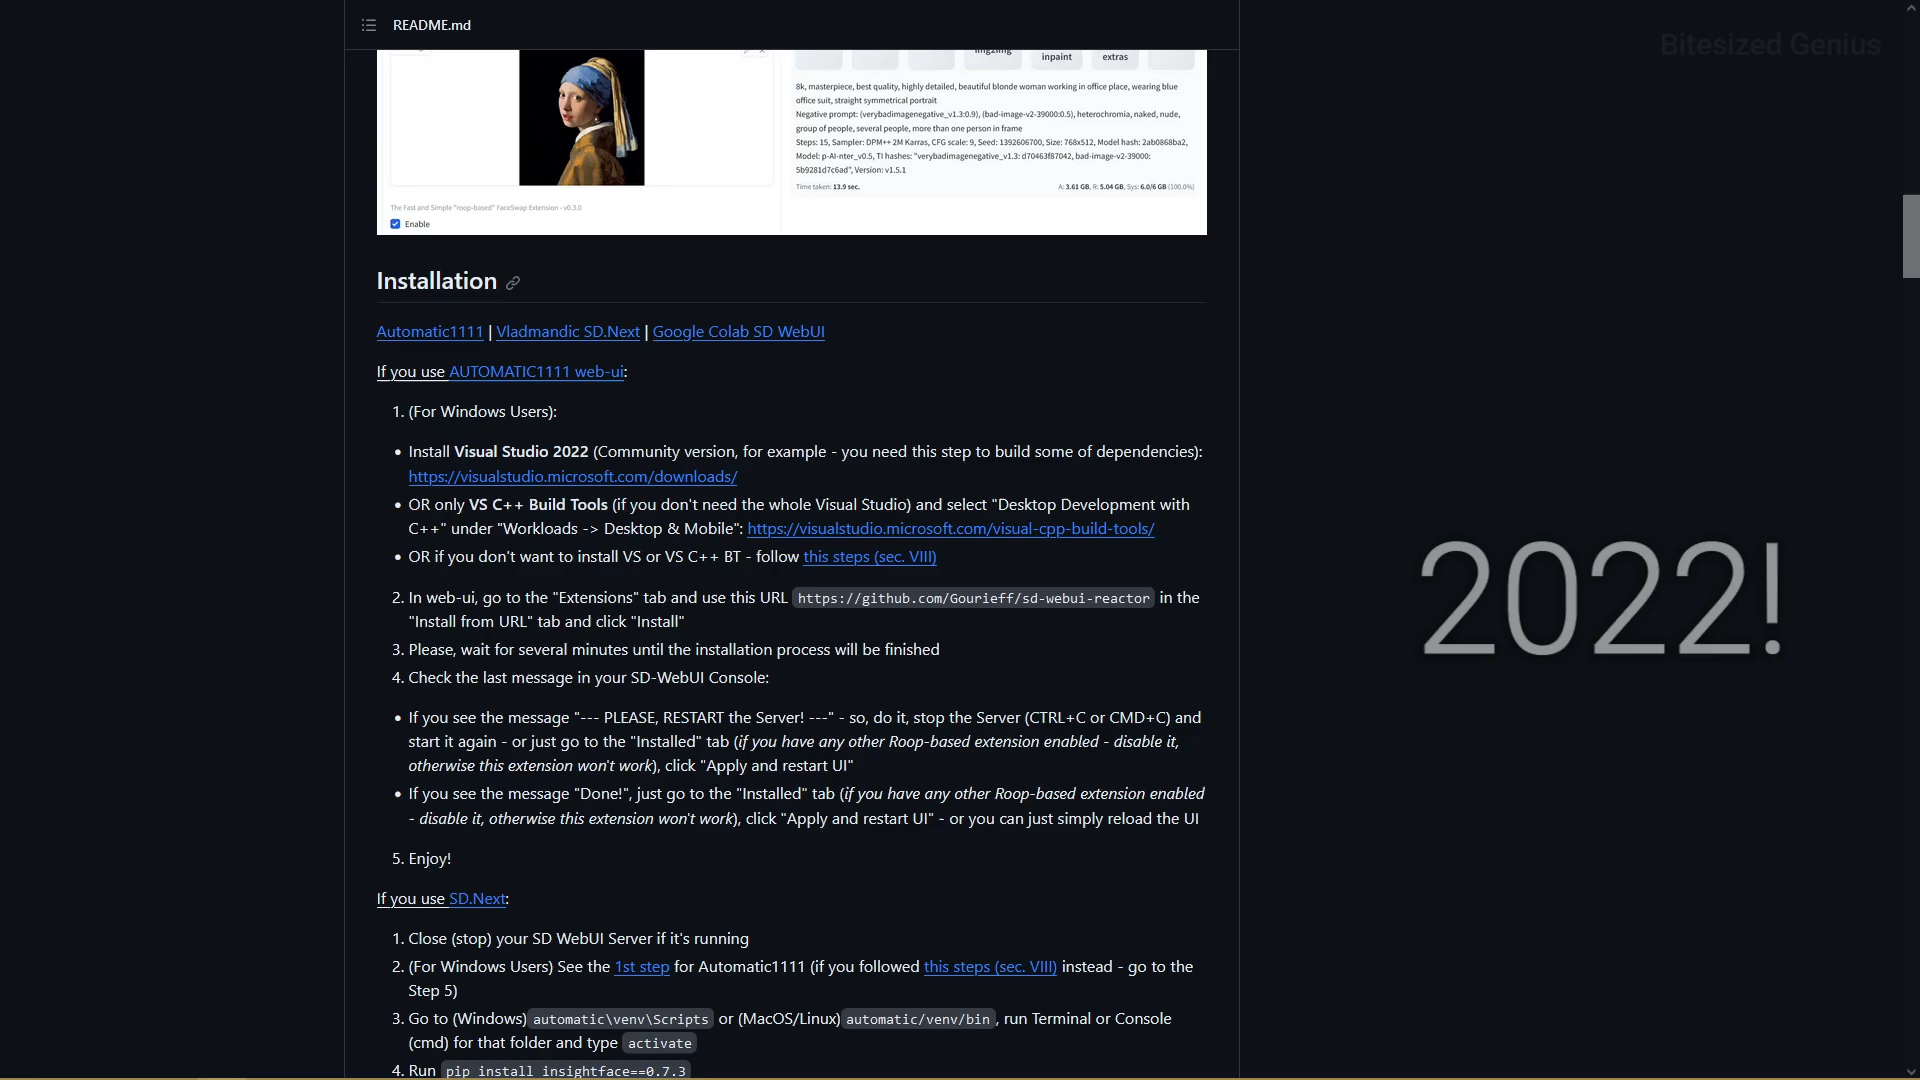 README.md
Bitesized Genius
img2img
inpaint
extras
8k, masterpiece, best quality, highly detailed, beautiful blonde woman working in office place, wearing blue
office suit, straight symmetrical portrait
Negative prompt: (verybadimagenegative_v1.3:0.9), (bad-image-v2-39000:0.5), heterochromia, naked, nude,
group of people, several people, more than one person in frame
Steps: 15, Sampler: DPM++ 2M Karras, CFG scale: 9, Seed: 1392606700, Size: 768x512, Model hash: 2ab0868ba2,
Model: p-AI-nter_v0.5, TI hashes: "verybadimagenegative_v1.3: d70463f87042, bad-image-v2-39000:
5b9281d7c6ad", Version: v1.5.1
Time taken: 13.9 sec.
A: 3.61 GB, R: 5.04 GB, Sys: 6.0/6 GB (100.0%)
The Fast and Simple "roop-based" FaceSwap Extension - v0.3.0
Enable
Installation
Automatic1111 | Vladmandic SD.Next | Google Colab SD WebUI
If you use AUTOMATIC1111 web-ui:
1. (For Windows Users):
• Install Visual Studio 2022 (Community version, for example - you need this step to build some of dependencies):
https://visualstudio.microsoft.com/downloads/
• OR only VS C++ Build Tools (if you don't need the whole Visual Studio) and select "Desktop Development with
C++" under "Workloads -> Desktop & Mobile": https://visualstudio.microsoft.com/visual-cpp-build-tools/
• OR if you don't want to install VS or VS C++ BT - follow this steps (sec. VIII)
2. In web-ui, go to the "Extensions" tab and use this URL https://github.com/Gourieff/sd-webui-reactor in the
"Install from URL" tab and click "Install"
3. Please, wait for several minutes until the installation process will be finished
4. Check the last message in your SD-WebUI Console:
• If you see the message "--- PLEASE, RESTART the Server! ---" - so, do it, stop the Server (CTRL+C or CMD+C) and
start it again - or just go to the "Installed" tab (if you have any other Roop-based extension enabled - disable it,
otherwise this extension won't work), click "Apply and restart UI"
• If you see the message "Done!", just go to the "Installed" tab (if you have any other Roop-based extension enabled
- disable it, otherwise this extension won't work), click "Apply and restart UI" - or you can just simply reload the UI
5. Enjoy!
If you use SD.Next:
1. Close (stop) your SD WebUI Server if it's running
2. (For Windows Users) See the 1st step for Automatic1111 (if you followed this steps (sec. VIII) instead - go to the
Step 5)
3. Go to (Windows) automatic\venv\Scripts or (MacOS/Linux) automatic/venv/bin , run Terminal or Console
(cmd) for that folder and type activate
4. Run pip install insightface==0.7.3
2022!